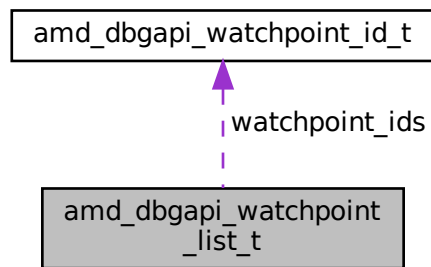 amd_dbgapi_watchpoint_id_t
watchpoint_ids
amd_dbgapi_watchpoint
_list_t